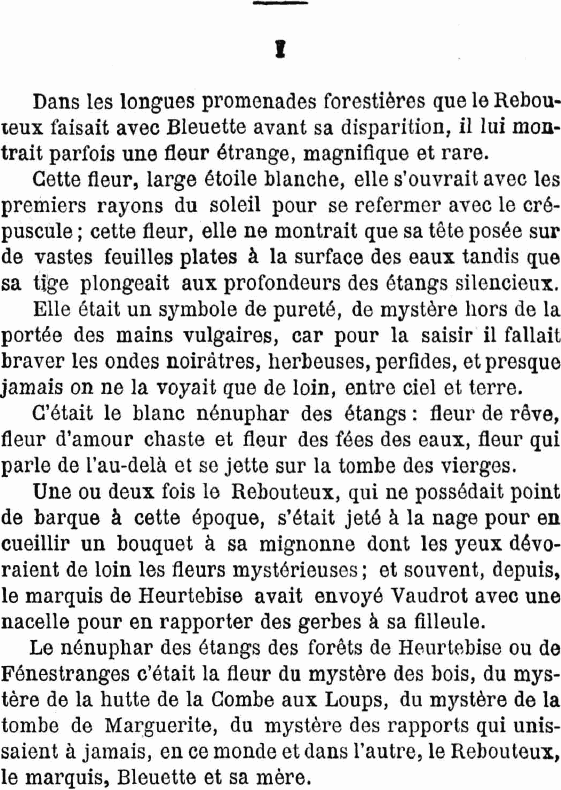 I
Dans les longues promenades forestières que le Rebou-
teux faisait avec Bleuette avant sa disparition, il lui mon-
trait parfois une fleur étrange, magnifique et rare.
Cette fleur, large étoile blanche, elle s'ouvrait avec les
premiers rayons du soleil pour se refermer avec le cré-
puscule ; cette fleur, elle ne montrait que sa tête posée sur
de vastes feuilles plates à la surface des eaux tandis que
sa tige plongeait aux profondeurs des étangs silencieux.
Elle était un symbole de pureté, de mystère hors de la
portée des mains vulgaires, car pour la saisir il fallait
braver les ondes noirâtres, herbeuses, perfides, et presque
jamais on ne la voyait que de loin, entre ciel et terre.
C'était le blanc nénuphar des étangs : fleur de rêve,
fleur d'amour chaste et fleur des fées des eaux, fleur qui
parle de l'au-delà et se jette sur la tombe des vierges.
Une ou deux fois le Rebouteux, qui ne possédait point
de barque à cette époque, s'était jeté à la nage pour en
cueillir un bouquet à sa mignonne dont les yeux dévo-
raient de loin les fleurs mystérieuses ; et souvent, depuis,
le marquis de Heurtebise avait envoyé Vaudrot avec une
nacelle pour en rapporter des gerbes à sa filleule.
Le nénuphar des étangs des forêts de Heurtebise ou de
Fénestranges c'était la fleur du mystère des bois, du mys-
tère de la hutte de la Combe aux Loups, du mystère de la
tombe de Marguerite, du mystère des rapports qui unis-
saient à jamais, en ce monde et dans l'autre, le Rebouteux,
le marquis, Bleuette et sa mère.